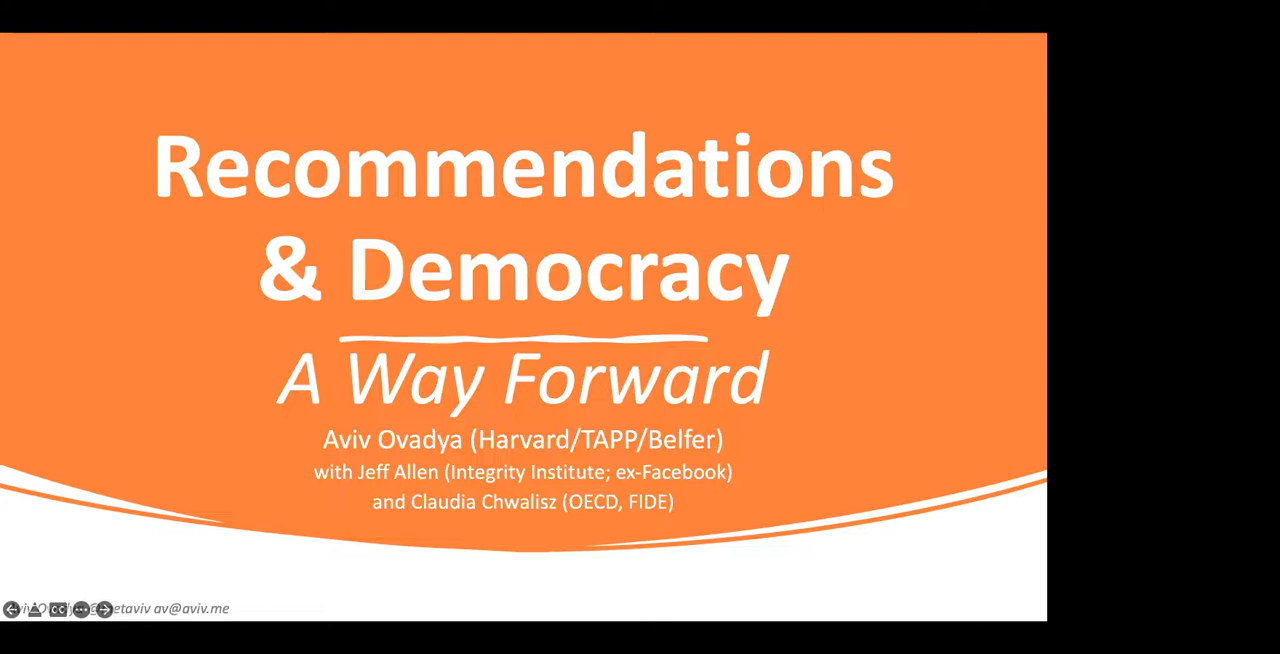 Recommendations
& Democracy
A Way Forward
Aviv Ovadya (Harvard/TAPP/Belfer)
with Jeff Allen (Integrity Institute; ex-Facebook)
and Claudia Chwalisz (OECD, FIDE)
av@aviv.me